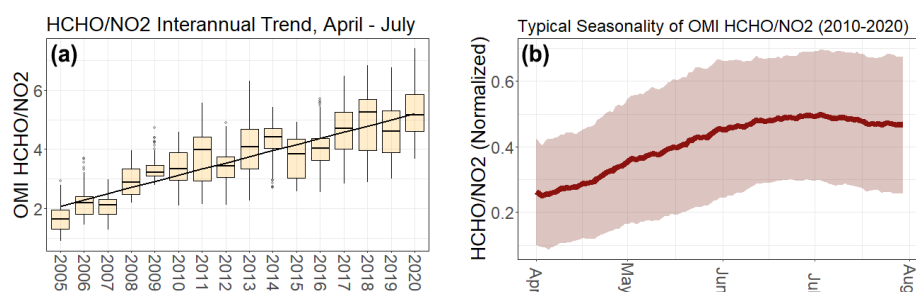 HCHO/NO2 Interannual Trend, April - July
(a)
OMI HCHO/NO2
6
4
2
2005
2006
2007
2008
2009
2010
2011
2012
2013
2014
2015
2016
2017
2018
2019
2020
Typical Seasonality of OMI HCHO/NO2 (2010-2020)
(b)
HCHO/NO2 (Normalized)
0.6
0.4
0.2
Apr
May
Jun
Jul
Aug